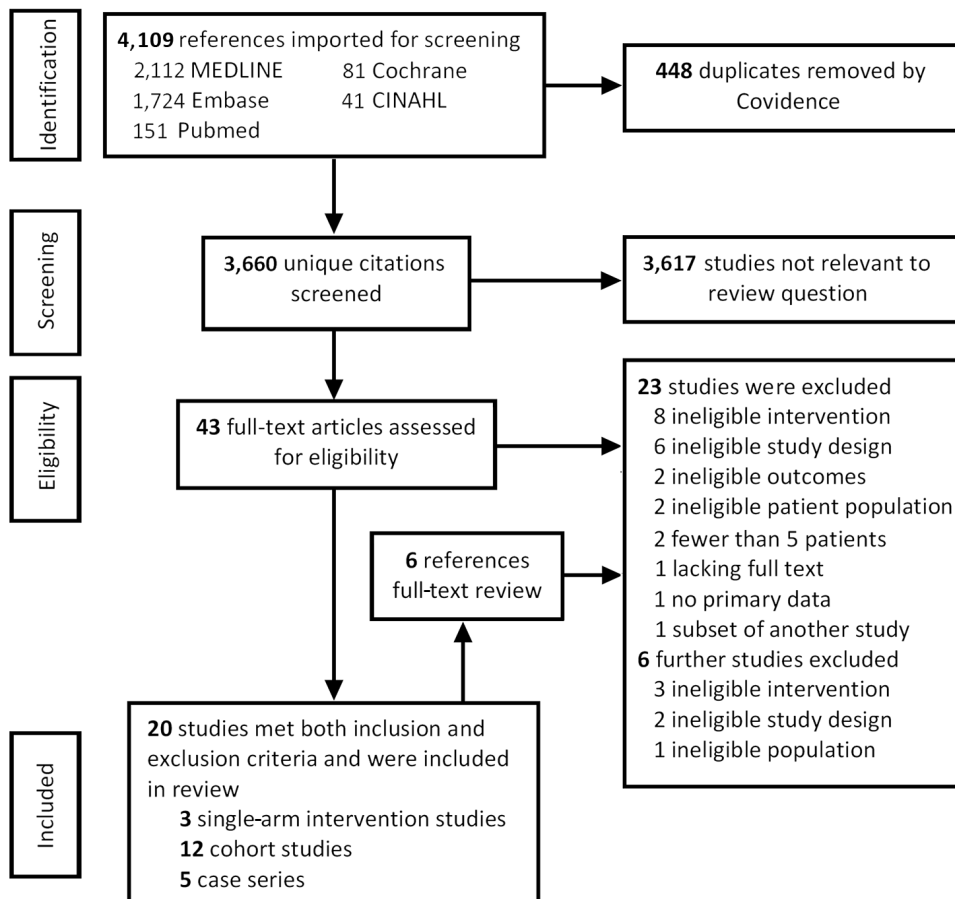 Identification
4,109 references imported for screening
2,112 MEDLINE 81 Cochrane
1,724 Embase 41 CINAHL
151 Pubmed
448 duplicates removed by
Covidence
Screening
3,660 unique citations
screened
3,617 studies not relevant to
review question
Eligibility
43 full-text articles assessed
for eligibility
23 studies were excluded
8 ineligible intervention
6 ineligible study design
2 ineligible outcomes
2 ineligible patient population
2 fewer than 5 patients
1 lacking full text
1 no primary data
1 subset of another study
6 further studies excluded
3 ineligible intervention
2 ineligible study design
1 ineligible population
6 references
full-text review
Included
20 studies met both inclusion and
exclusion criteria and were included
in review
3 single-arm intervention studies
12 cohort studies
5 case series